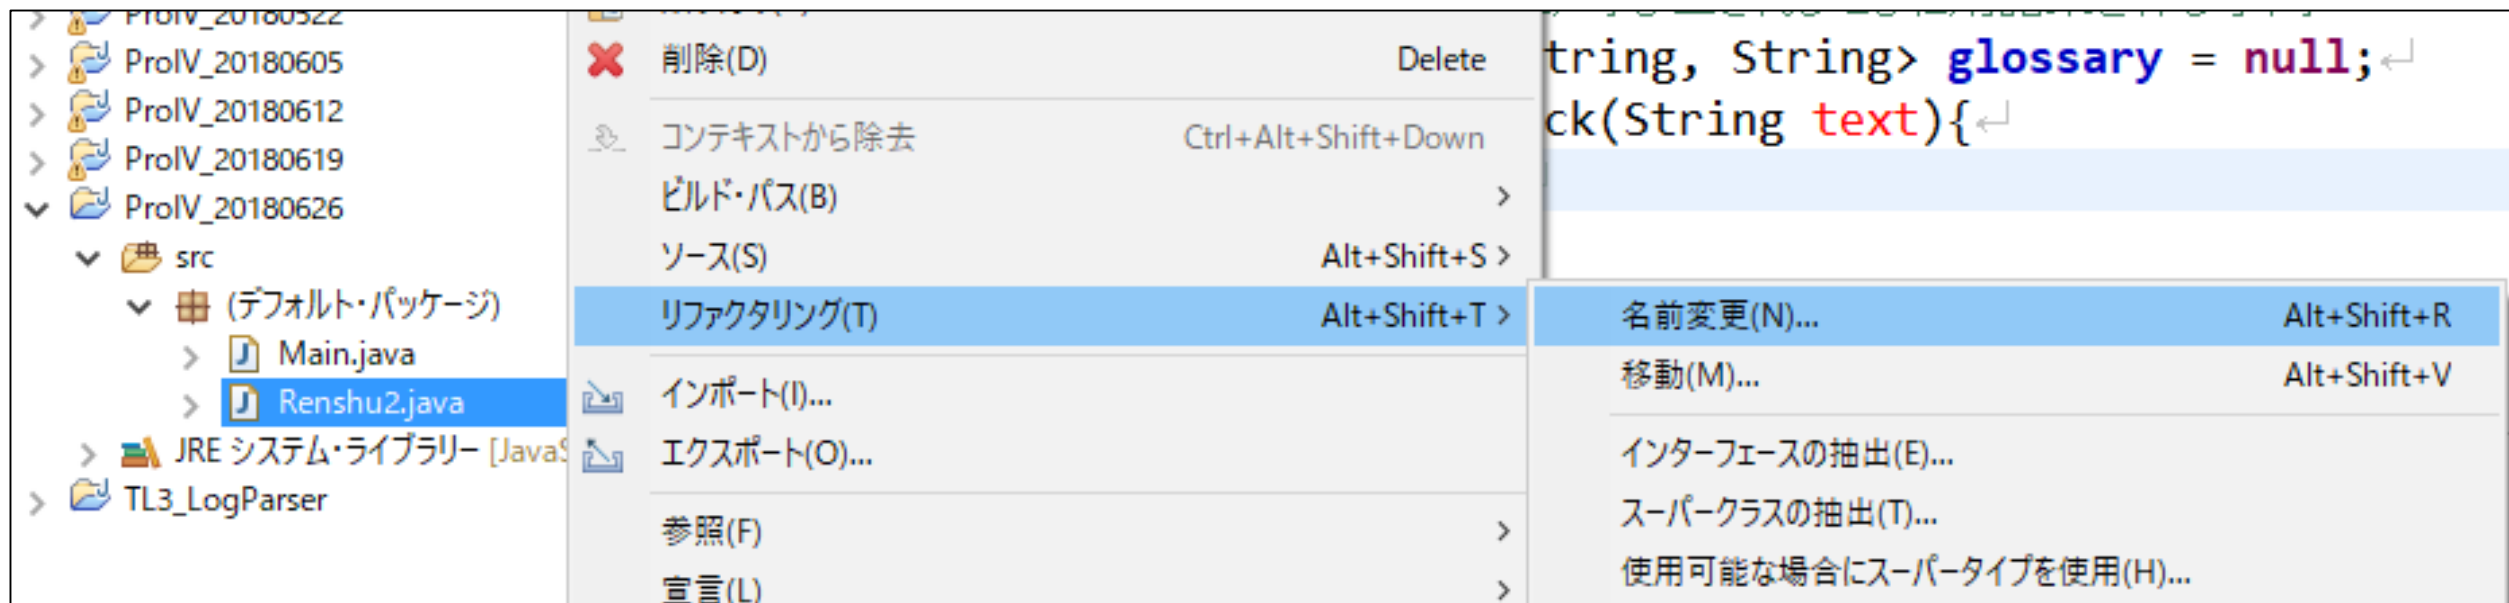 ProIV_20180522
ProIV_20180605
ProIV_20180612
ProIV_20180619
ProIV_20180626
src
(デフォルト・パッケージ)
Main.java
Renshu2.java
JRE システム・ライブラリー [JavaS
TL3_LogParser
削除(D) Delete
コンテキストから除去 Ctrl+Alt+Shift+Down
ビルド・パス(B)
ソース(S) Alt+Shift+S
リファクタリング(T) Alt+Shift+T
インポート(I)...
エクスポート(O)...
参照(F)
宣言(L)
tring, String> glossary = null;
ck(String text){
名前変更(N)... Alt+Shift+R
移動(M)... Alt+Shift+V
インターフェースの抽出(E)...
スーパークラスの抽出(T)...
使用可能な場合にスーパータイプを使用(H)...